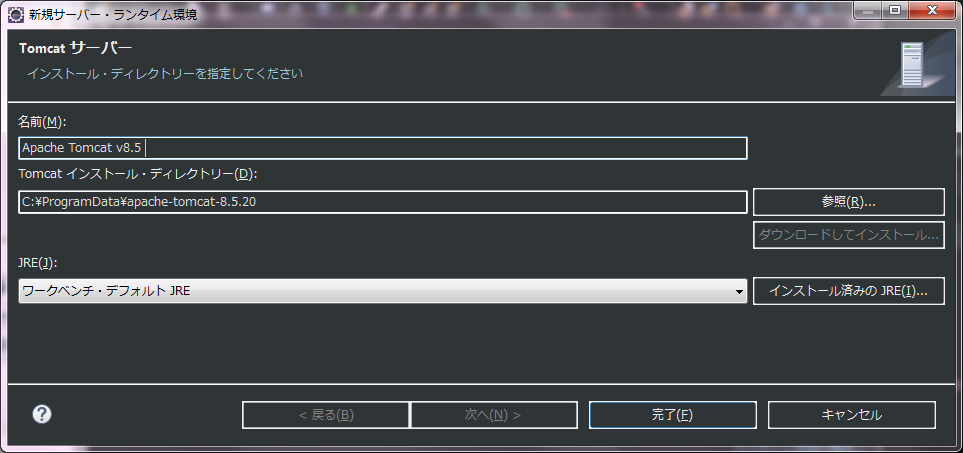 新規サーバー・ランタイム環境
Tomcat サーバー
インストール・ディレクトリーを指定してください
名前(M):
Apache Tomcat v8.5
Tomcat インストール・ディレクトリー(D):
C:¥ProgramData¥apache-tomcat-8.5.20
参照(R)...
ダウンロードしてインストール...
JRE(J):
ワークベンチ・デフォルト JRE
インストール済みの JRE(I)...
?
< 戻る(B)
次へ(N) >
完了(F)
キャンセル